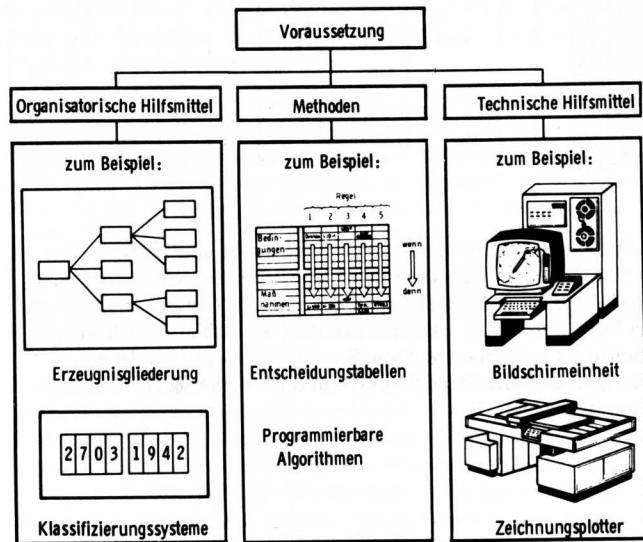 Voraussetzung
Organisatorische Hilfsmittel
Methoden
Technische Hilfsmittel
zum Beispiel:
Erzeugnisgliederung
2703 1942
Klassifizierungssysteme
zum Beispiel:
Regel
1 2 3 4 5
Bedin-
gungen
wenn
Maß
nahmen
dann
Entscheidungstabellen
Programmierbare
Algorithmen
zum Beispiel:
Bildschirmeinheit
Zeichnungsplotter